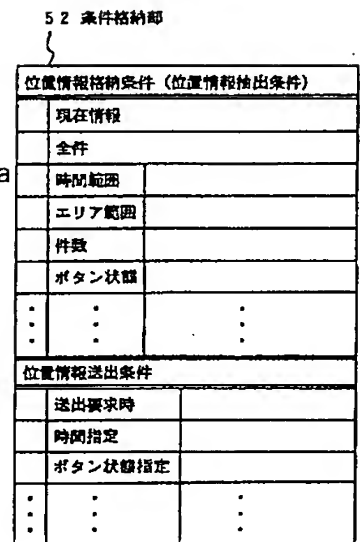 52 条件格納部
位置情報格納条件（位置情報抽出条件）
現在情報
全件
a
時間範囲
エリア範囲
件数
ボタン状態
位置情報送出条件
送出要求時
時間指定
ボタン状態指定